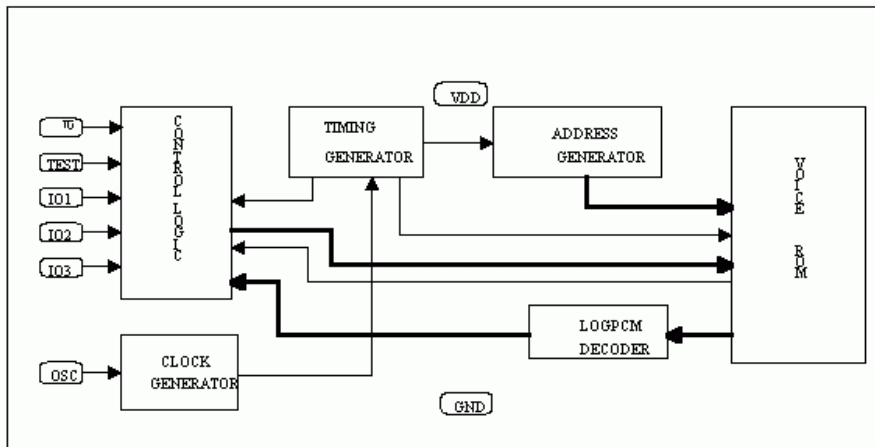 VDD
CONTROL LOGIC
TIMING
GENERATOR
ADDRESS
GENERATOR
VOICE ROM
TEST
IO1
IO2
IO3
LOGPCM
DECODER
OSC
CLOCK
GENERATOR
GND